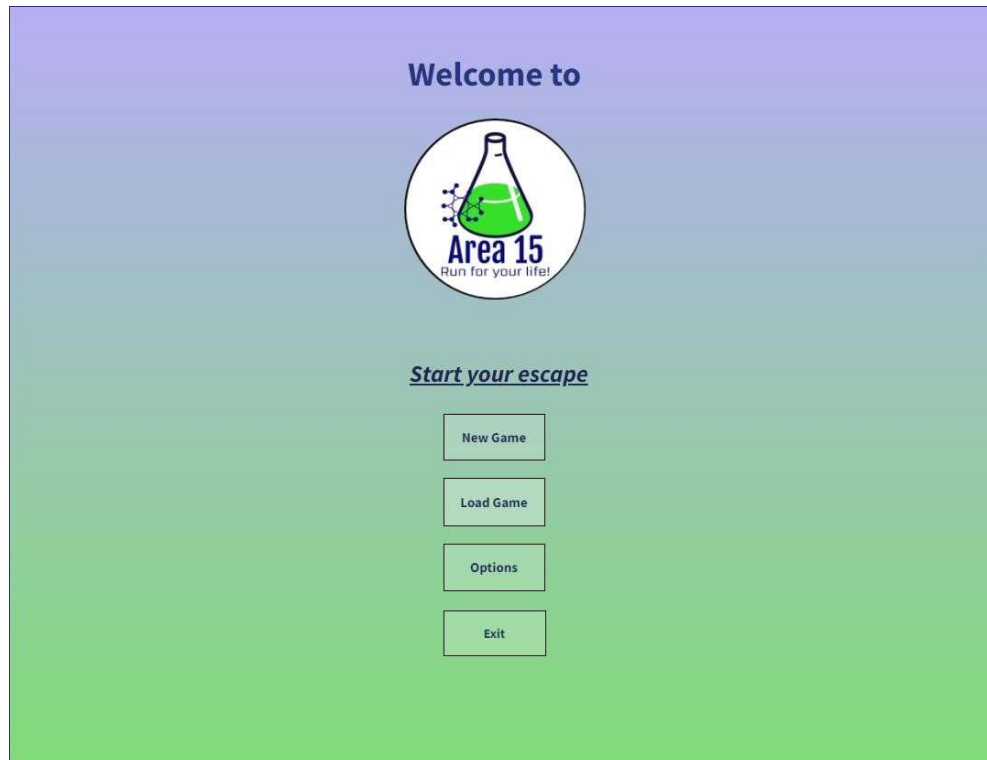 Welcome to
Area 15
Run for your life!
Start your escape
New Game
Load Game
Options
Exit